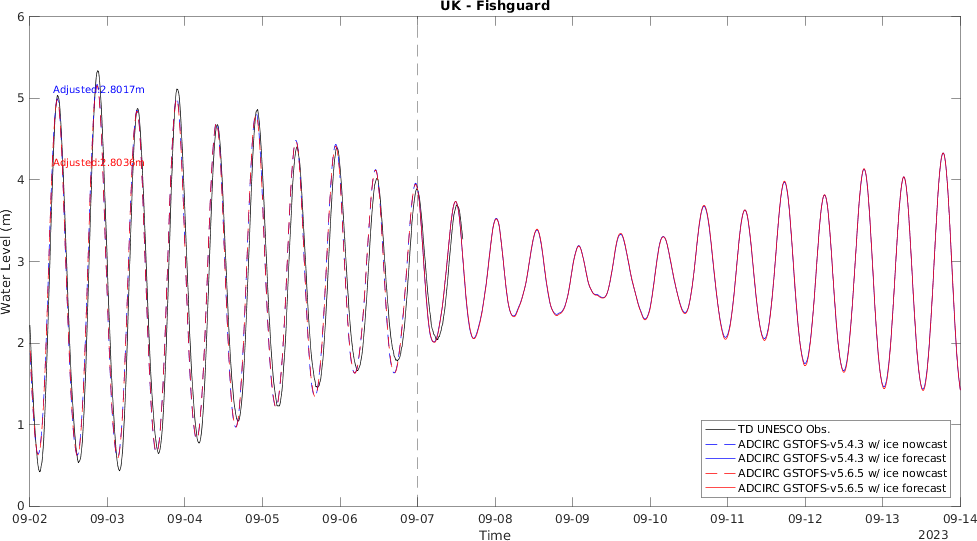 UK - Fishguard
6
5
4
3
2
1
0
Water Level (m)
Adjusted:2.8017m
Adjusted:2.8036m
TD UNESCO Obs.
ADCIRC GSTOFS-v5.4.3 w/ ice nowcast
ADCIRC GSTOFS-v5.4.3 w/ ice forecast
ADCIRC GSTOFS-v5.6.5 w/ ice nowcast
ADCIRC GSTOFS-v5.6.5 w/ ice forecast
09-02 09-03 09-04 09-05 09-06 09-07 09-08 09-09 09-10 09-11 09-12 09-13 09-14
Time
2023